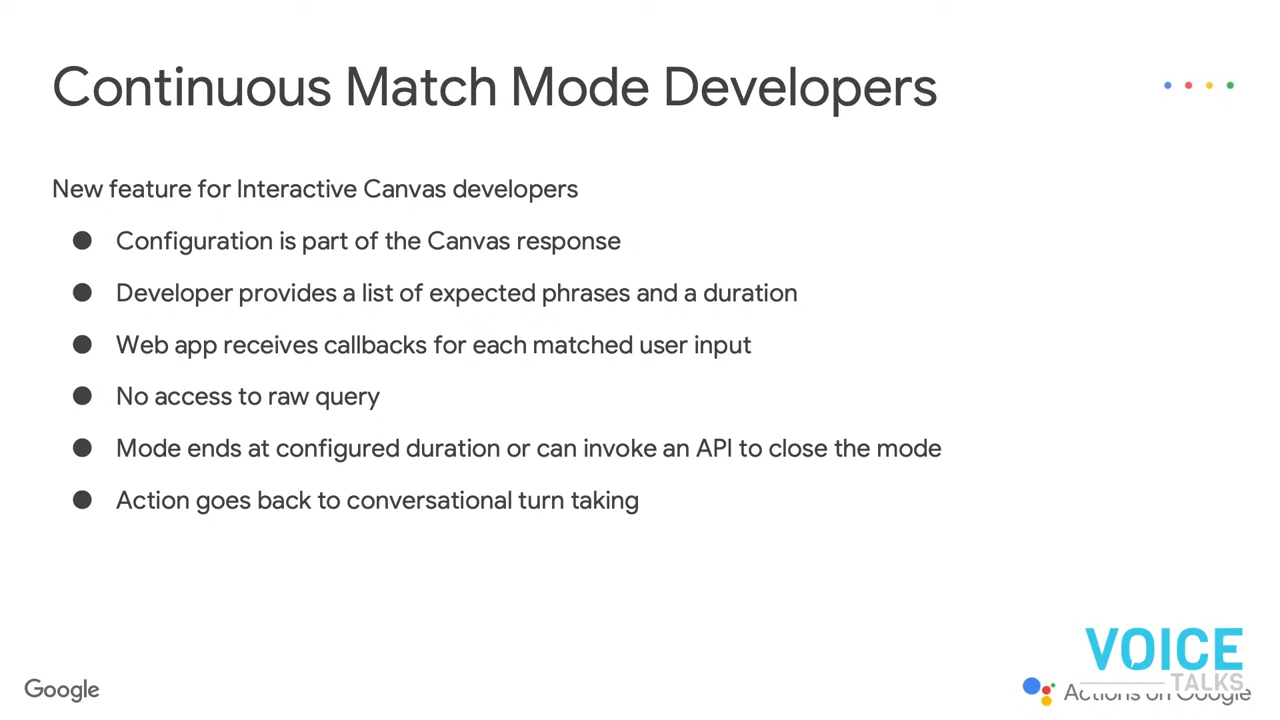 Continuous Match Mode Developers
New feature for Interactive Canvas developers
● Configuration is part of the Canvas response
● Developer provides a list of expected phrases and a duration
● Web app receives callbacks for each matched user input
● No access to raw query
● Mode ends at configured duration or can invoke an API to close the mode
● Action goes back to conversational turn taking
VOICE
TALKS
Google
Actions on Google